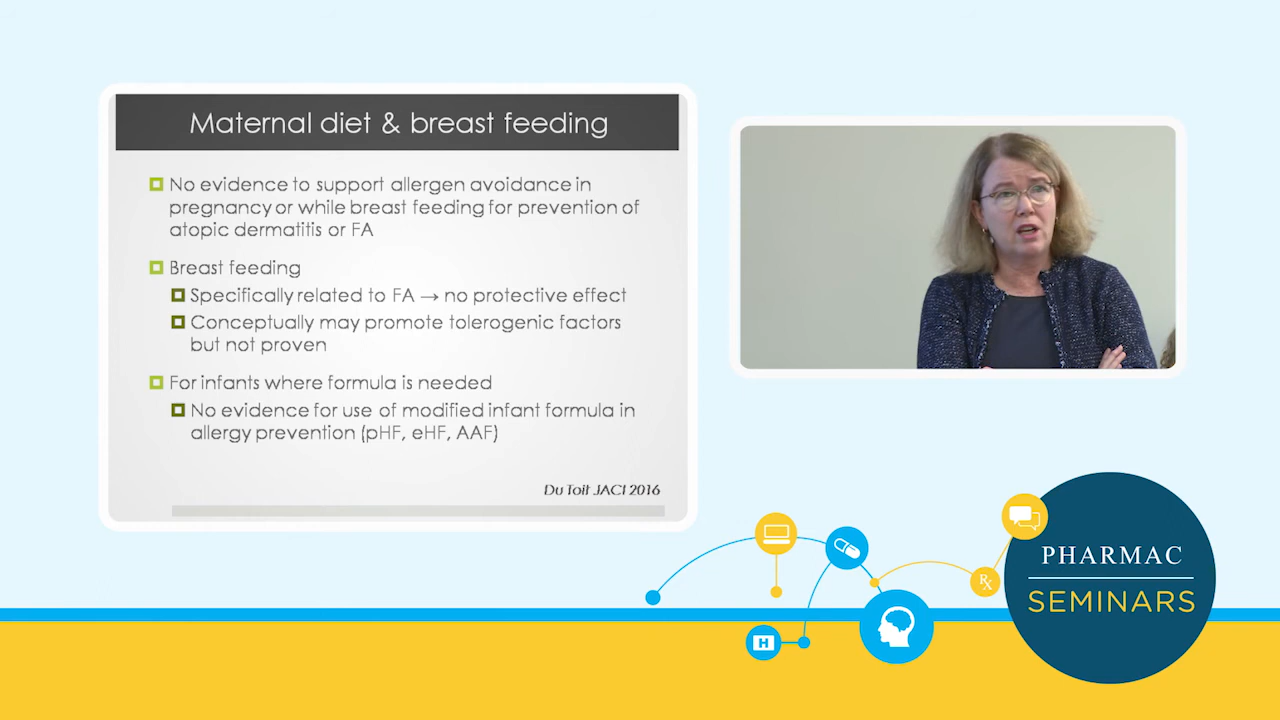 Maternal diet & breast feeding
No evidence to support allergen avoidance in
pregnancy or while breast feeding for prevention of
atopic dermatitis or FA
Breast feeding
Specifically related to FA → no protective effect
Conceptually may promote tolerogenic factors
but not proven
For infants where formula is needed
No evidence for use of modified infant formula in
allergy prevention (pHF, eHF, AAF)
Du Toit JACI 2016
H
Rx
PHARMAC
SEMINARS